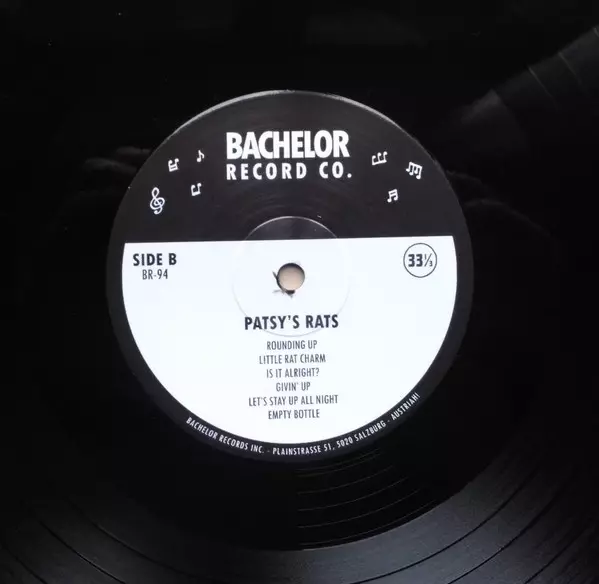 BACHELOR
RECORD CO.
SIDE B
BR-94
33⅓
PATSY'S RATS
ROUNDING UP
LITTLE RAT CHARM
IS IT ALRIGHT?
GIVIN' UP
LET'S STAY UP ALL NIGHT
EMPTY BOTTLE
BACHELOR RECORDS INC. - PLAINSTRASSE 51, 5020 SALZBURG - AUSTRIAH!